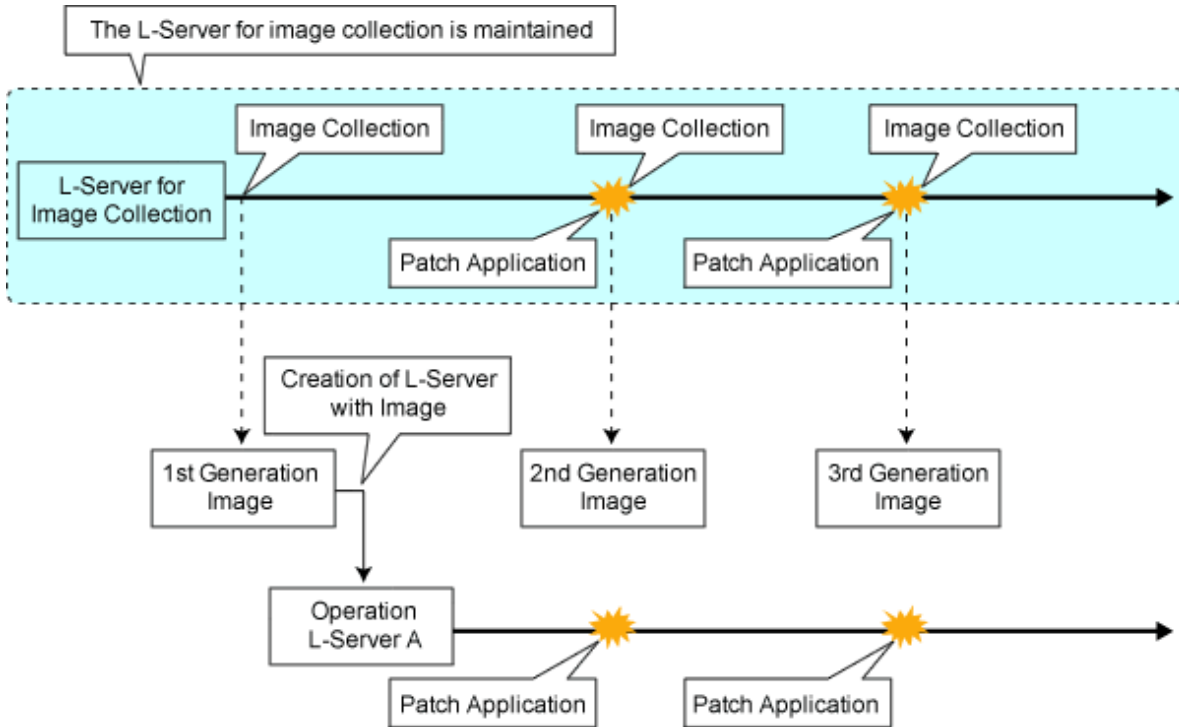 The L-Server for image collection is maintained
Image Collection
Image Collection
Image Collection
L-Server for
Image Collection
Patch Application
Patch Application
Creation of L-Server
with Image
1st Generation
Image
2nd Generation
Image
3rd Generation
Image
Operation
L-Server A
Patch Application
Patch Application